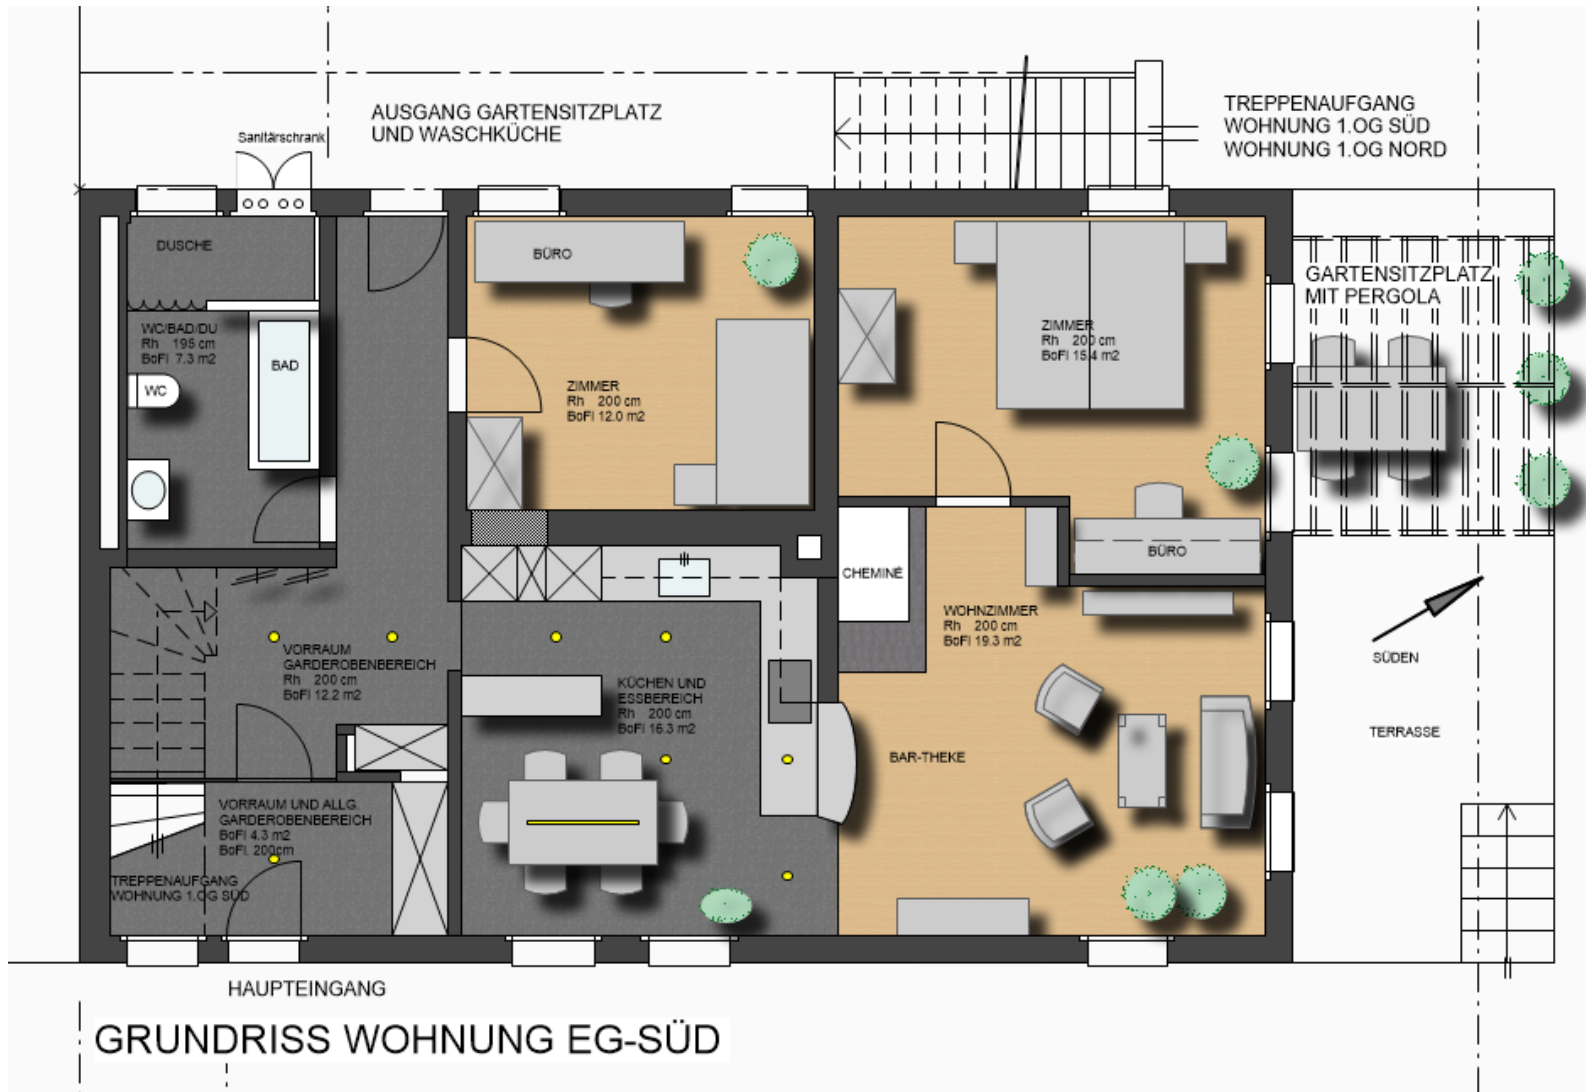 AUSGANG GARTENSITZPLATZ
UND WASCHKÜCHE
TREPPENAUFGANG
WOHNUNG 1.OG SÜD
WOHNUNG 1.OG NORD
Sanitärschrank
DUSCHE
BÜRO
GARTENSITZPLATZ
MIT PERGOLA
WC/BAD/DU
Rh 195 cm
BoFl 7.3 m2
BAD
WC
ZIMMER
Rh 200 cm
BoFl 12.0 m2
ZIMMER
Rh 200 cm
BoFl 15.4 m2
BÜRO
CHEMINÉ
WOHNZIMMER
Rh 200 cm
BoFl 19.3 m2
VORRAUM
GARDEROBENBEREICH
Rh 200 cm
BoFl 12.2 m2
KÜCHEN UND
ESSBEREICH
Rh 200 cm
BoFl 16.3 m2
SÜDEN
TERRASSE
BAR-THEKE
VORRAUM UND ALLG.
GARDEROBENBEREICH
BoFl 4.3 m2
BoFl. 200cm
TREPPENAUFGANG
WOHNUNG 1.OG SÜD
HAUPTEINGANG
GRUNDRISS WOHNUNG EG-SÜD